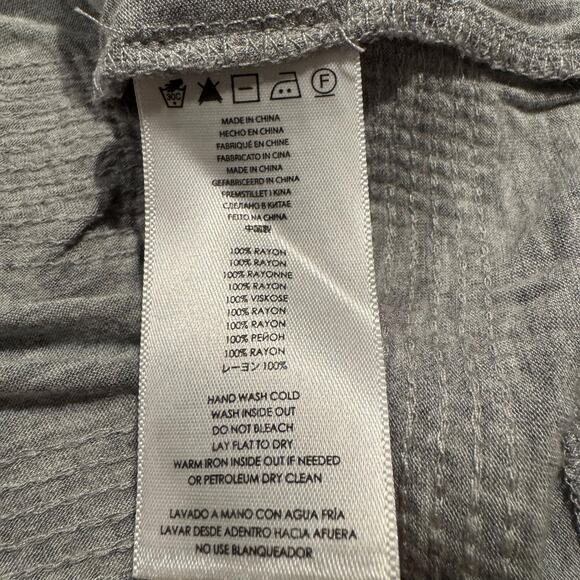 30C
F
MADE IN CHINA
HECHO EN CHINA
FABRIQUÉ EN CHINE
FABBRICATO IN CINA
MADE IN CHINA
GEFABRICEERD IN CHINA
FREMSTILLET I KINA
СДЕЛАНО В КИТАЕ
FEITO NA CHINA
中国製
100% RAYON
100% RAYON
100% RAYONNE
100% RAYON
100% VISKOSE
100% RAYON
100% RAYON
100% РЕЙОН
100% RAYON
レーヨン 100%
HAND WASH COLD
WASH INSIDE OUT
DO NOT BLEACH
LAY FLAT TO DRY
WARM IRON INSIDE OUT IF NEEDED
OR PETROLEUM DRY CLEAN
LAVADO A MANO CON AGUA FRÍA
LAVAR DESDE ADENTRO HACIA AFUERA
NO USE BLANQUEADOR